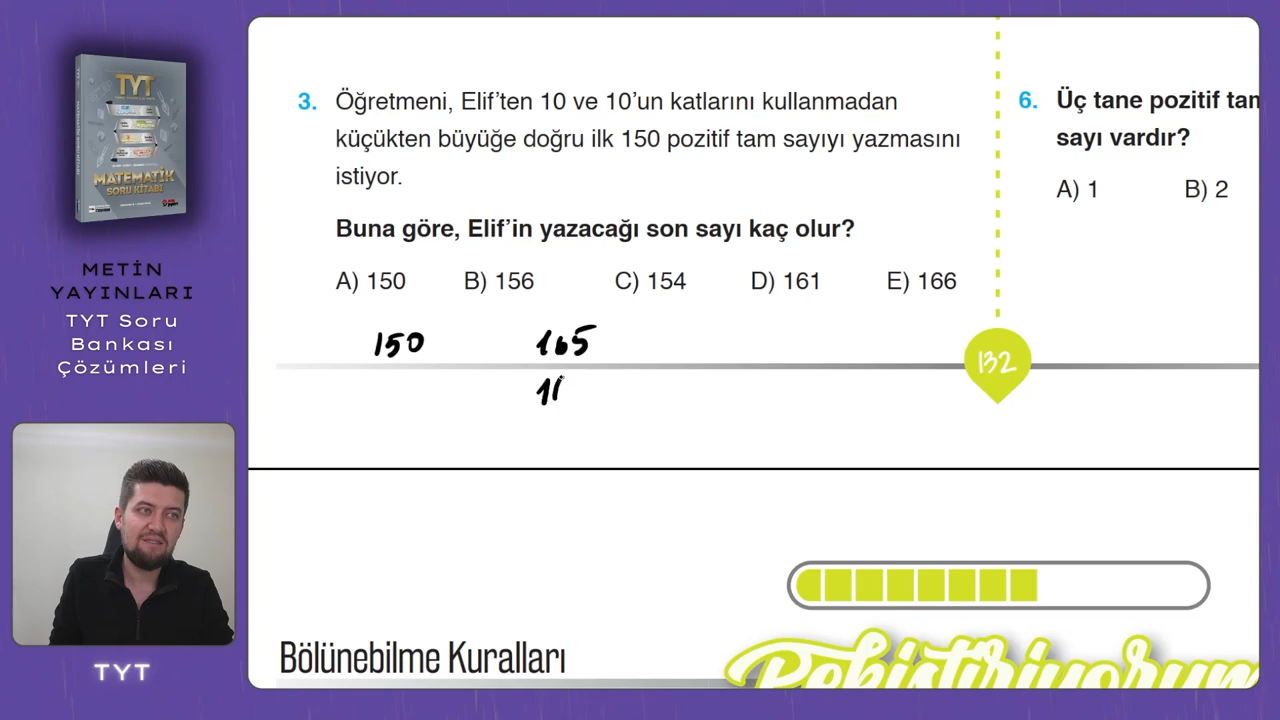 TYT
MATEMATİK
SORU KİTABI
METİN
YAYINLARI
TYT Soru
Bankası
Çözümleri
TYT
3. Öğretmeni, Elif’ten 10 ve 10’un katlarını kullanmadan
küçükten büyüğe doğru ilk 150 pozitif tam sayıyı yazmasını
istiyor.
Buna göre, Elif’in yazacağı son sayı kaç olur?
A) 150 B) 156 C) 154 D) 161 E) 166
150 165
132
6. Üç tane pozitif tam
sayı vardır?
A) 1 B) 2
Bölünebilme Kuralları
Pekiştiriyorum